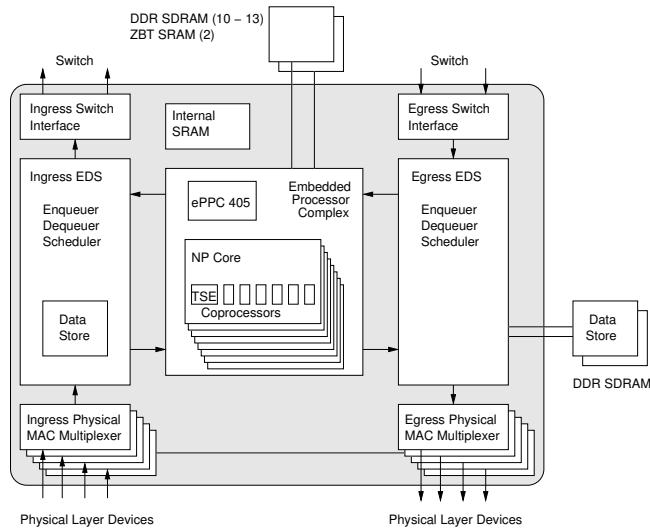 DDR SDRAM (10 – 13)
ZBT SRAM (2)
Switch
Switch
Ingress Switch
Interface
Internal
SRAM
Egress Switch
Interface
Ingress EDS
Enqueuer
Dequeuer
Scheduler
Data
Store
ePPC 405
Embedded
Processor
Complex
NP Core
TSE
Coprocessors
Egress EDS
Enqueuer
Dequeuer
Scheduler
Data
Store
DDR SDRAM
Ingress Physical
MAC Multiplexer
Egress Physical
MAC Multiplexer
Physical Layer Devices
Physical Layer Devices